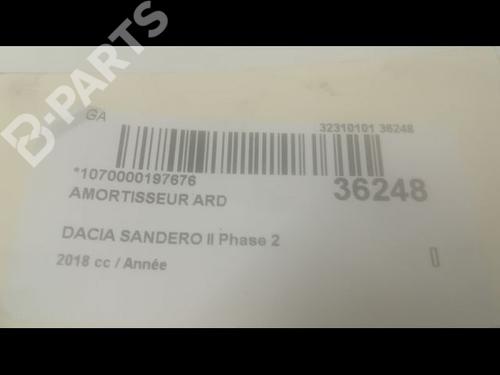 B-PARTS
GA
32310101 36248
*1070000197676
36248
AMORTISSEUR ARD
DACIA SANDERO II Phase 2
2018 cc / Année